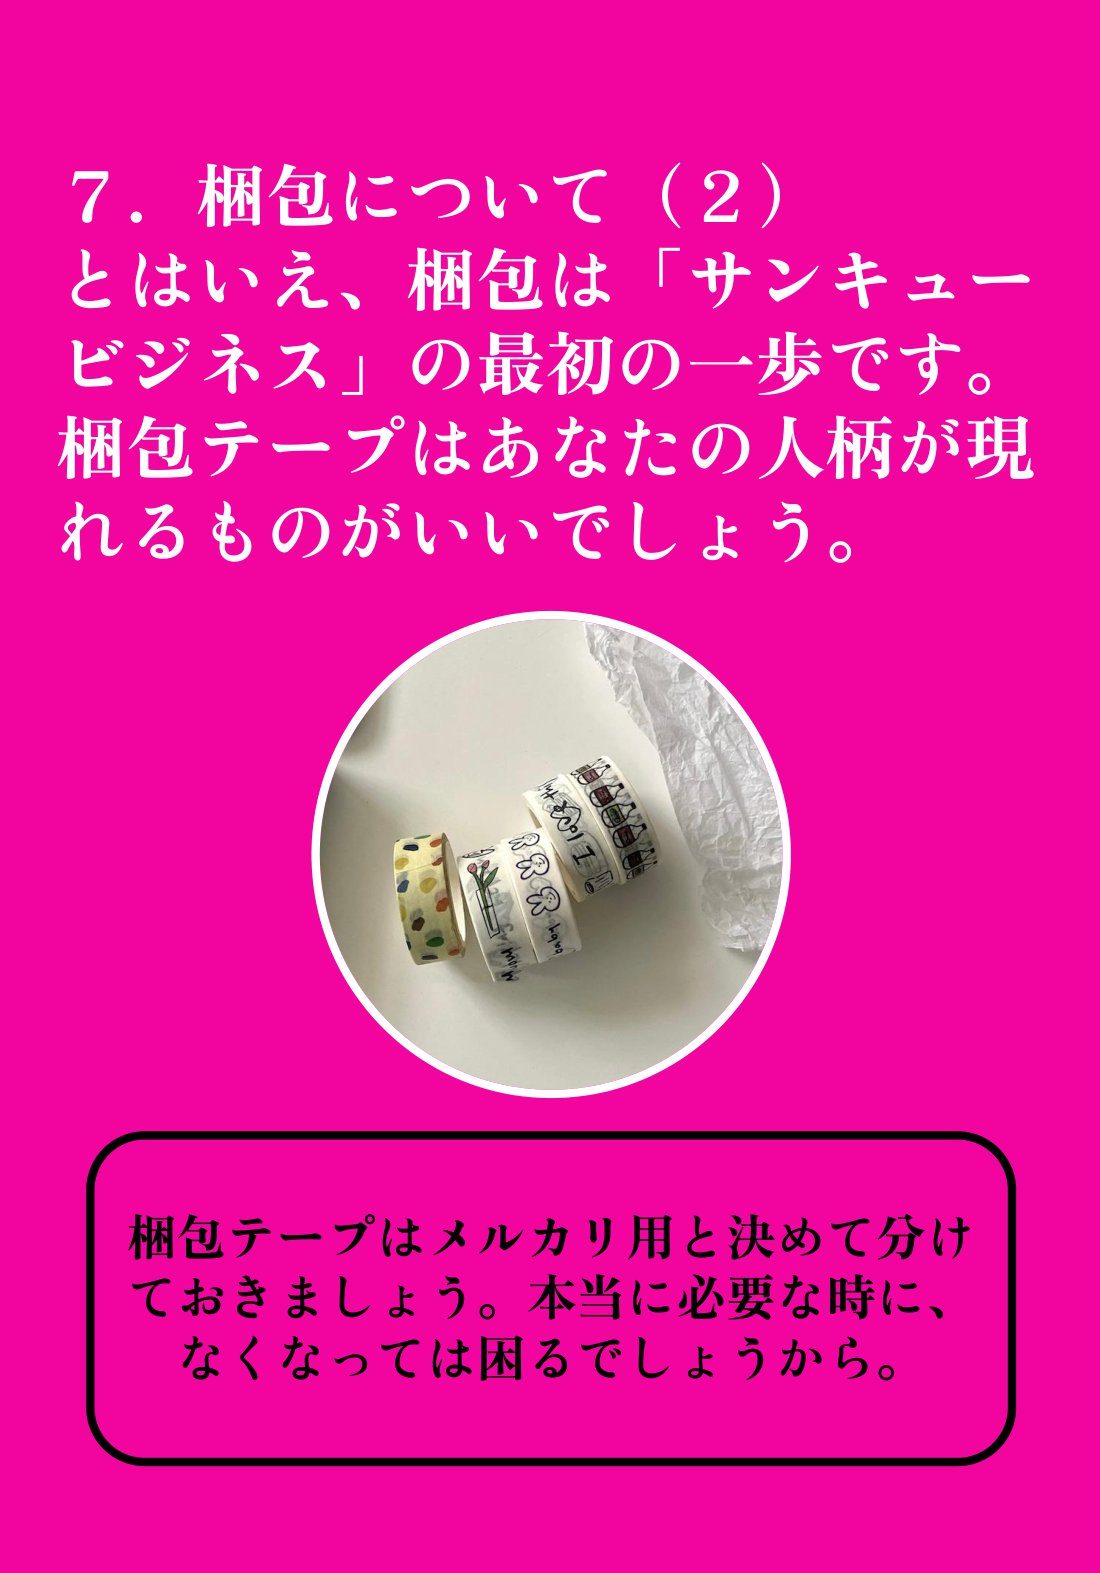 ７．梱包について（２）
とはいえ、梱包は「サンキュー
ビジネス」の最初の一歩です。
梱包テープはあなたの人柄が現
れるものがいいでしょう。
梱包テープはメルカリ用と決めて分け
ておきましょう。本当に必要な時に、
なくなっては困るでしょうから。